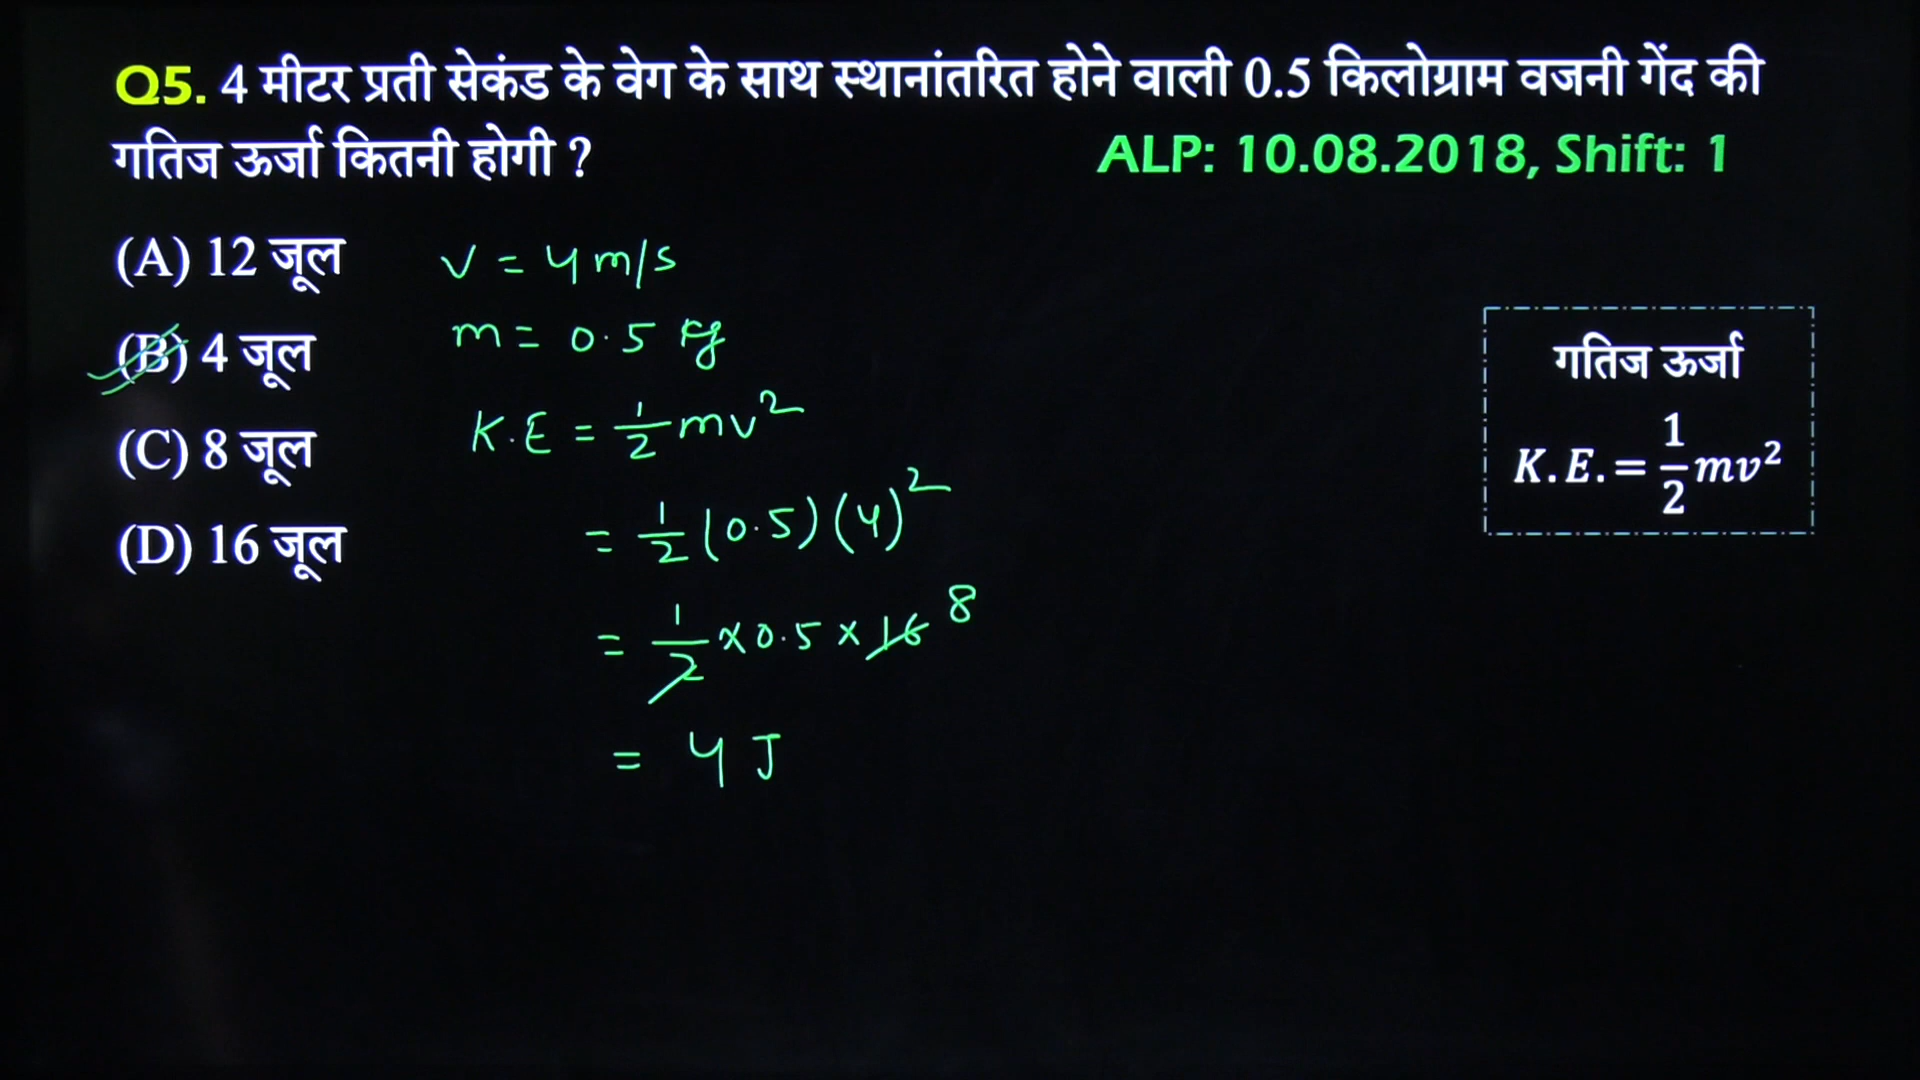 Q5. 4 मीटर प्रती सेकंड के वेग के साथ स्थानांतरित होने वाली 0.5 किलोग्राम वजनी गेंद की
गतिज ऊर्जा कितनी होगी ?
ALP: 10.08.2018, Shift: 1
(A) 12 जूल
(B) 4 जूल
(C) 8 जूल
(D) 16 जूल
v = 4 m/s
m = 0.5 kg
K.E = 1/2 mv²
= 1/2 (0.5) (4)²
= 1/2 × 0.5 × 16 8
= 4 J
गतिज ऊर्जा
K.E.= 1/2 mv²